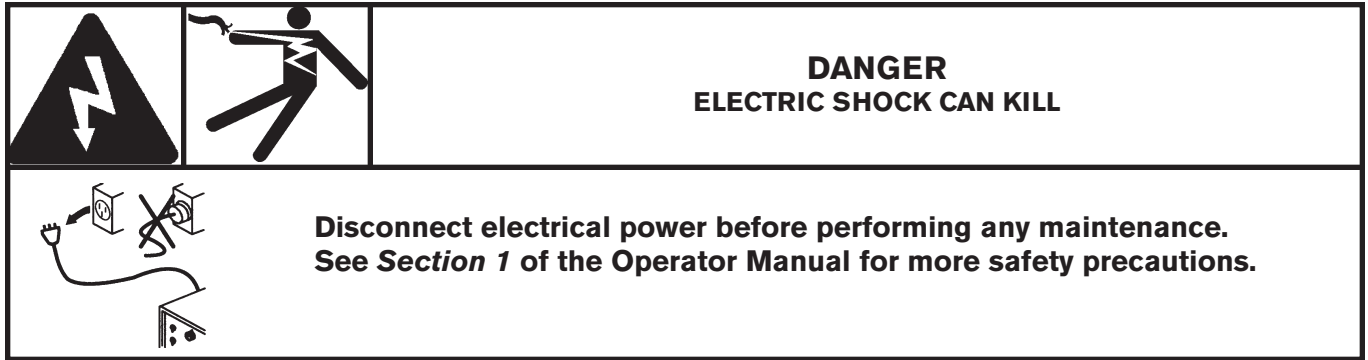 DANGER
ELECTRIC SHOCK CAN KILL
Disconnect electrical power before performing any maintenance.
See Section 1 of the Operator Manual for more safety precautions.